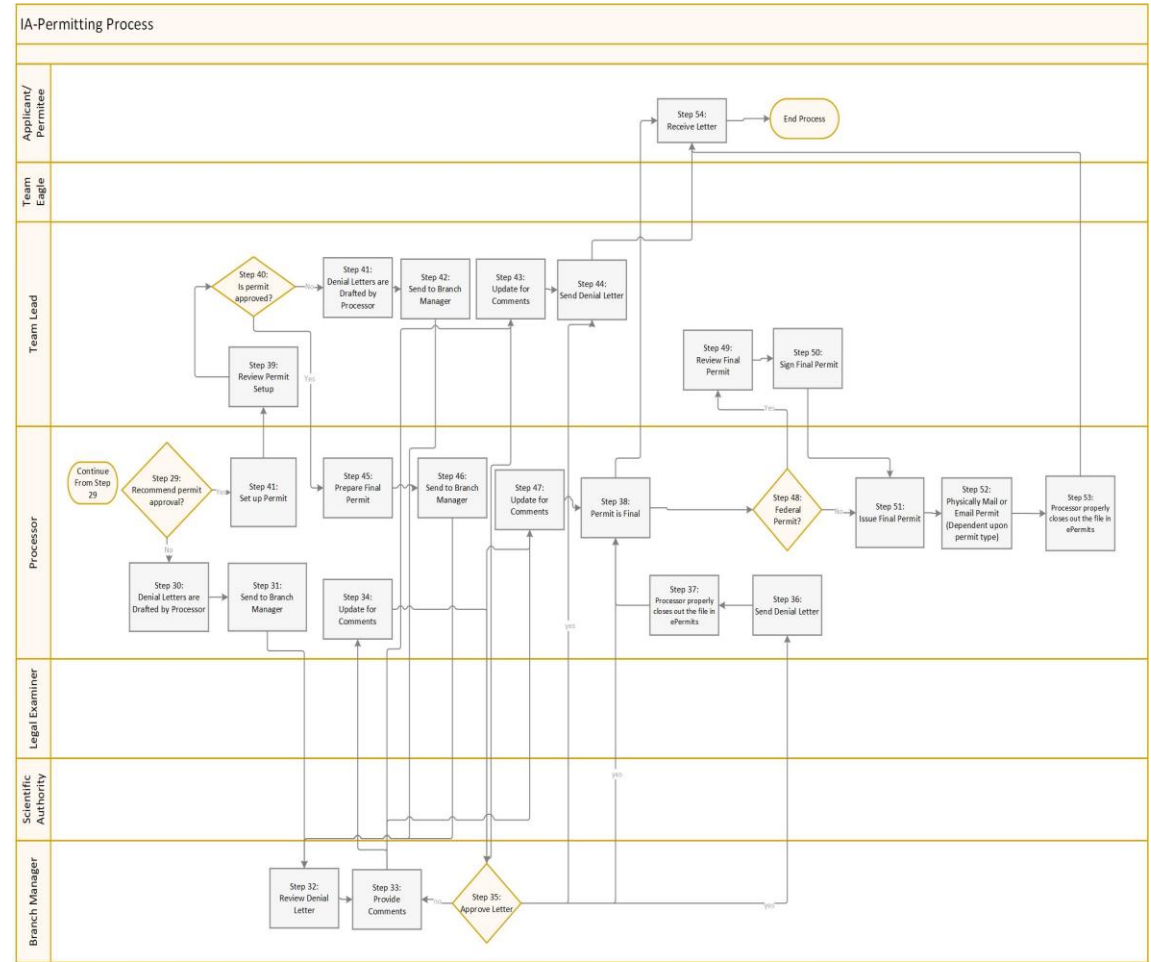 IA-Permitting Process
Applicant/
Permitee
Step 54:
Receive Letter
End Process
Team
Eagle
Team Lead
Step 40:
Is permit
approved?
No
Step 41:
Denial Letters are
Drafted by
Processor
Step 42:
Send to Branch
Manager
Step 43:
Update for
Comments
Step 44:
Send Denial Letter
Step 39:
Review Permit
Setup
Yes
Step 49:
Review Final
Permit
Step 50:
Sign Final Permit
Yes
Processor
Continue
From Step
29
Step 29:
Recommend permit
approval?
Yes
Step 41:
Set up Permit
Step 45:
Prepare Final
Permit
Step 46:
Send to Branch
Manager
Step 47:
Update for
Comments
Step 38:
Permit is Final
Step 48:
Federal
Permit?
No
Step 51:
Issue Final Permit
Step 52:
Physically Mail or
Email Permit
(Dependent upon
permit type)
Step 53:
Processor properly
closes out the file in
ePermits
No
Step 30:
Denial Letters are
Drafted by Processor
Step 31:
Send to Branch
Manager
Step 34:
Update for
Comments
yes
Step 37:
Processor properly
closes out the file in
ePermits
Step 36:
Send Denial Letter
Legal Examiner
Scientific
Authority
yes
Branch Manager
Step 32:
Review Denial
Letter
Step 33:
Provide
Comments
no
Step 35:
Approve Letter
yes